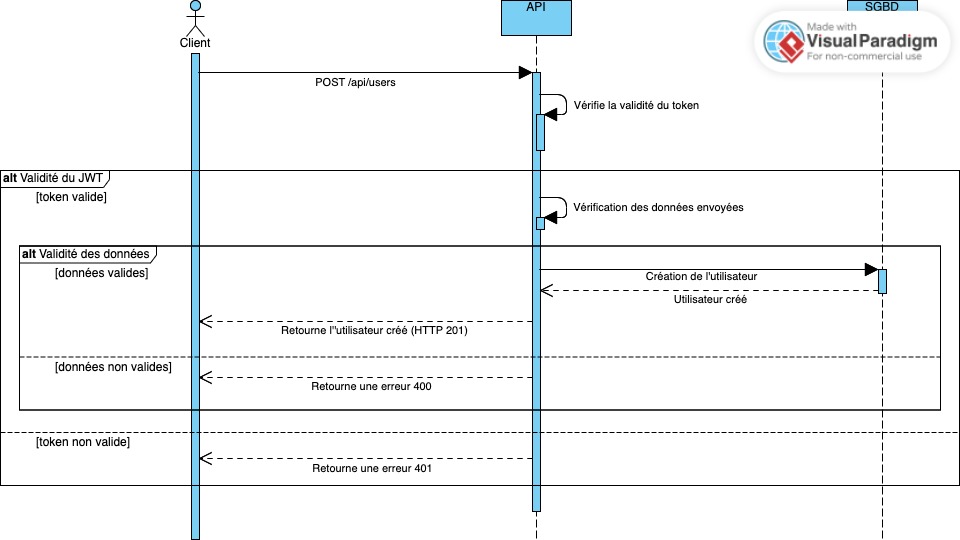 API
SGBD
Made with
VisualParadigm
For non-commercial use
Client
POST /api/users
Vérifie la validité du token
alt Validité du JWT
[token valide]
Vérification des données envoyées
alt Validité des données
[données valides]
Création de l'utilisateur
Utilisateur créé
Retourne l''utilisateur créé (HTTP 201)
[données non valides]
Retourne une erreur 400
[token non valide]
Retourne une erreur 401